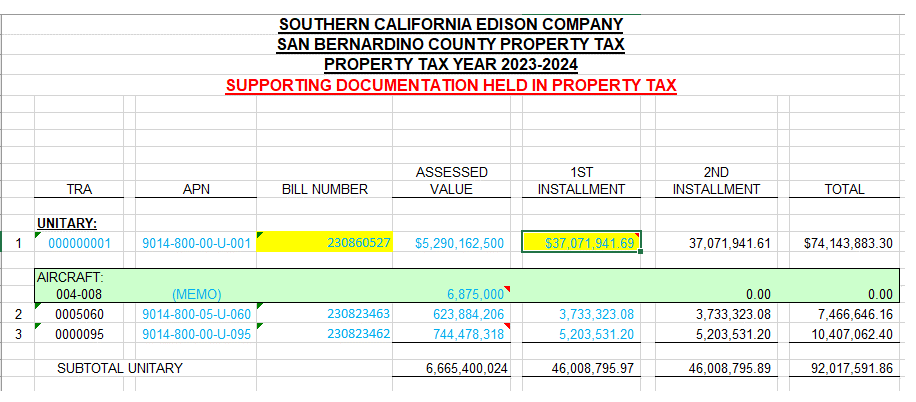 SOUTHERN CALIFORNIA EDISON COMPANY
SAN BERNARDINO COUNTY PROPERTY TAX
PROPERTY TAX YEAR 2023-2024
SUPPORTING DOCUMENTATION HELD IN PROPERTY TAX
ASSESSED 1ST 2ND
TRA APN BILL NUMBER VALUE INSTALLMENT INSTALLMENT TOTAL
UNITARY:
1 000000001 9014-800-00-U-001 230860527 $5,290,162,500 $37,071,941.69 37,071,941.61 $74,143,883.30
AIRCRAFT:
004-008 (MEMO) 6,875,000 0.00 0.00
2 0005060 9014-800-05-U-060 230823463 623,884,206 3,733,323.08 3,733,323.08 7,466,646.16
3 0000095 9014-800-00-U-095 230823462 744,478,318 5,203,531.20 5,203,531.20 10,407,062.40
SUBTOTAL UNITARY 6,665,400,024 46,008,795.97 46,008,795.89 92,017,591.86